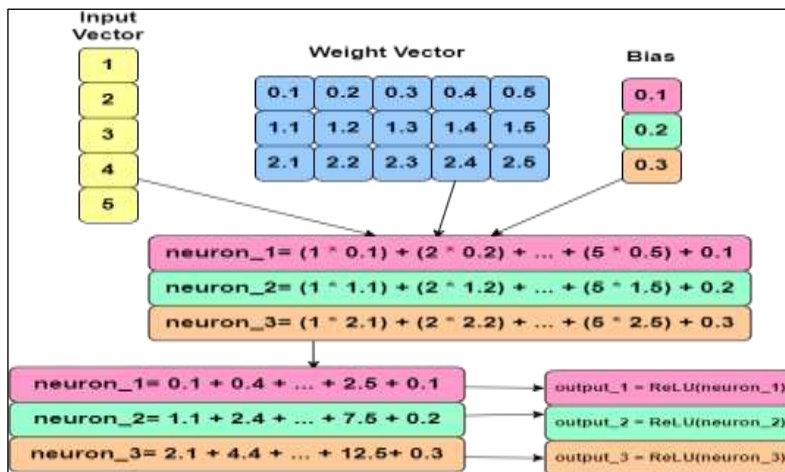 Input
Vector
1
2
3
4
5
Weight Vector
0.1 0.2 0.3 0.4 0.5
1.1 1.2 1.3 1.4 1.5
2.1 2.2 2.3 2.4 2.5
Bias
0.1
0.2
0.3
neuron_1= (1 * 0.1) + (2 * 0.2) + ... + (5 * 0.5) + 0.1
neuron_2= (1 * 1.1) + (2 * 1.2) + ... + (5 * 1.5) + 0.2
neuron_3= (1 * 2.1) + (2 * 2.2) + ... + (5 * 2.5) + 0.3
neuron_1= 0.1 + 0.4 + ... + 2.5 + 0.1
neuron_2= 1.1 + 2.4 + ... + 7.5 + 0.2
neuron_3= 2.1 + 4.4 + ... + 12.5+ 0.3
output_1 = ReLU(neuron_1)
output_2 = ReLU(neuron_2)
output_3 = ReLU(neuron_3)